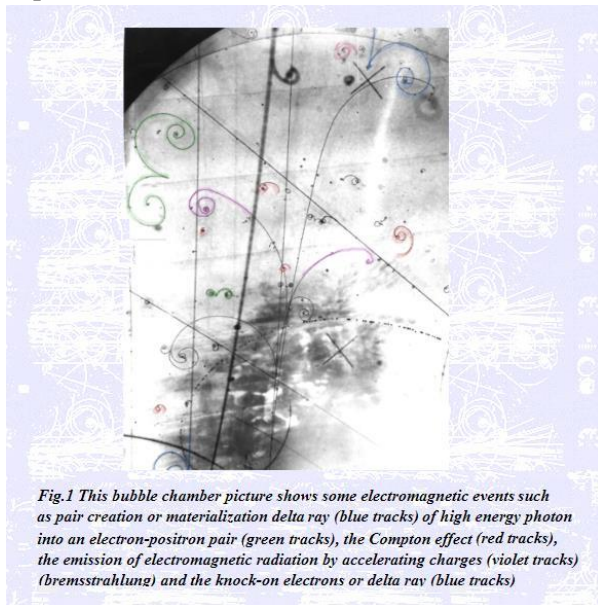 Fig.1 This bubble chamber picture shows some electromagnetic events such
as pair creation or materialization delta ray (blue tracks) of high energy photon
into an electron-positron pair (green tracks), the Compton effect (red tracks),
the emission of electromagnetic radiation by accelerating charges (violet tracks)
(bremsstrahlung) and the knock-on electrons or delta ray (blue tracks)